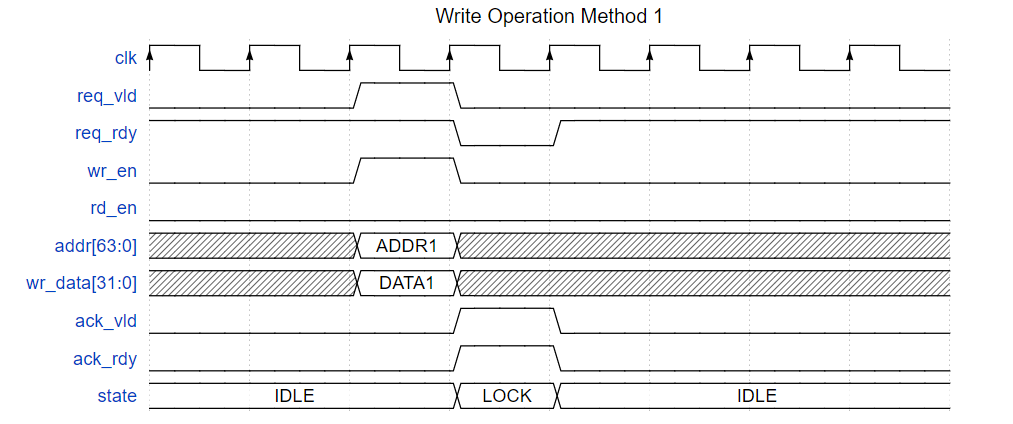 Write Operation Method 1
clk
req_vld
req_rdy
wr_en
rd_en
addr[63:0] ADDR1
wr_data[31:0] DATA1
ack_vld
ack_rdy
state IDLE LOCK IDLE